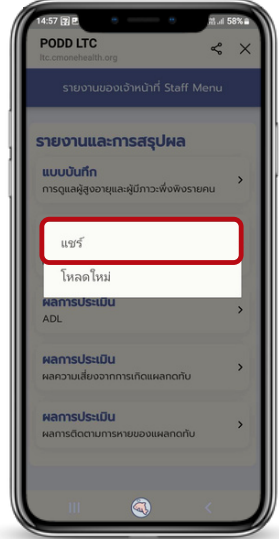 14:57
58%
PODD LTC
ltc.cmonehealth.org
รายงานของเจ้าหน้าที่ Staff Menu
รายงานและการสรุปผล
แบบบันทึก
การดูแลผู้สูงอายุและผู้มีภาวะพึ่งพิงรายคน
แชร์
โหลดใหม่
ผลการประเมิน
ADL
ผลการประเมิน
ผลความเสี่ยงจากการเกิดแผลกดทับ
ผลการประเมิน
ผลการติดตามการหายของแผลกดทับ